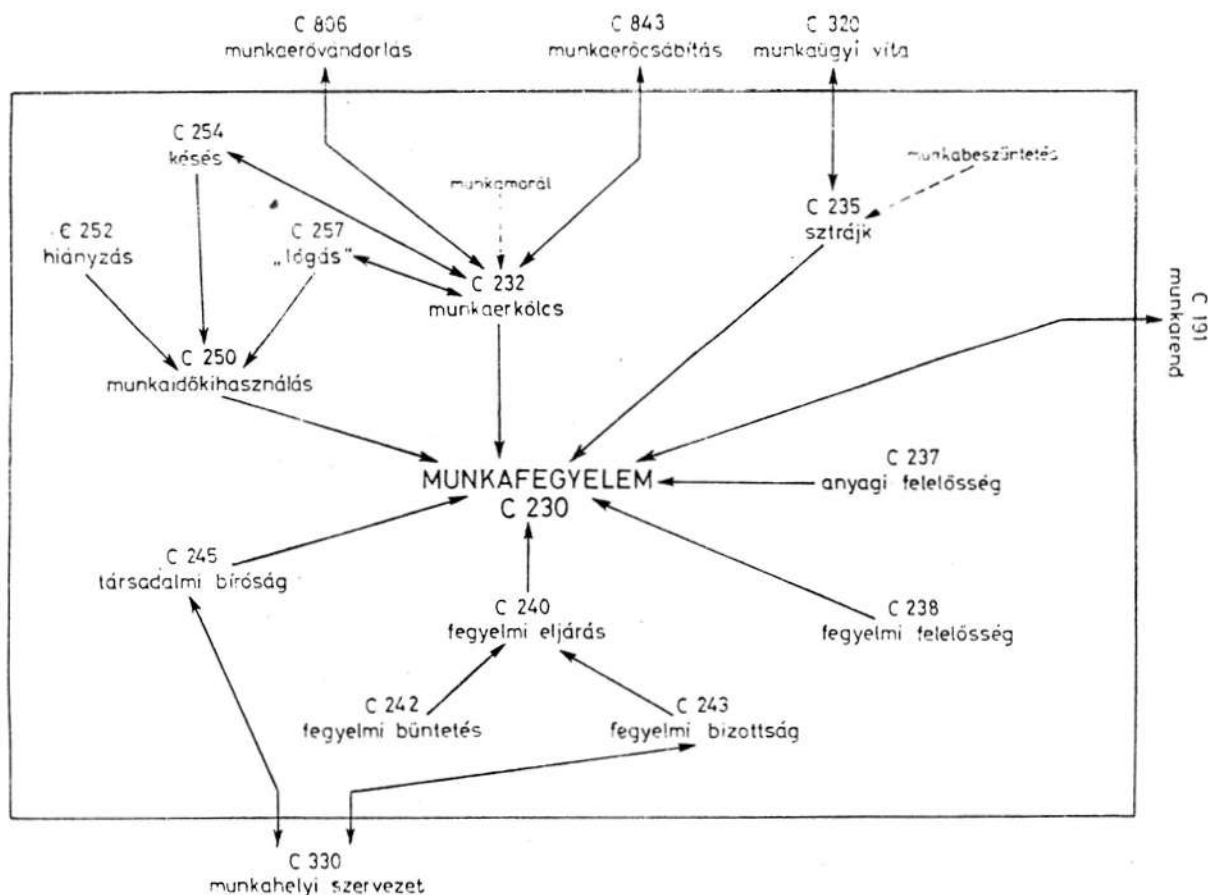 C 806
munkaerővándorlás
C 843
munkaerőcsábítás
C 320
munkaügyi vita
C 254
késés
munkabeszüntetés
munkamorál
C 235
sztrájk
C 252
hiányzás
C 257
„lógás”
C 232
munkaerkölcs
C 191
munkarend
C 250
munkaidőkihasználás
C 237
anyagi felelősség
MUNKAFEGYELEM
C 230
C 245
társadalmi bíróság
C 240
fegyelmi eljárás
C 238
fegyelmi felelősség
C 242
fegyelmi büntetés
C 243
fegyelmi bizottság
C 330
munkahelyi szervezet